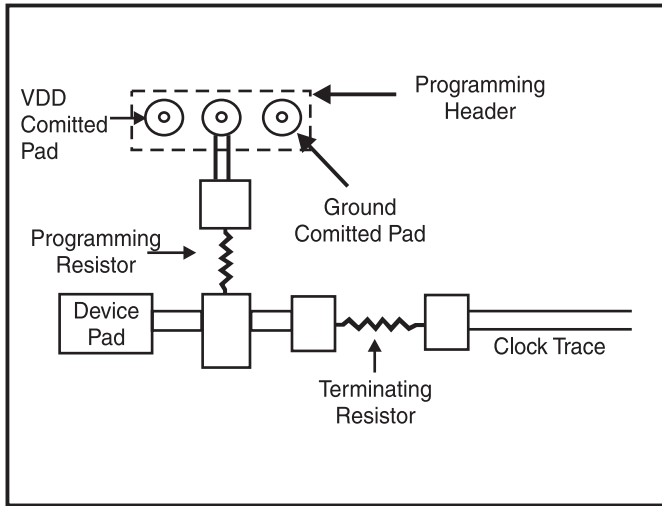 VDD
Comitted
Pad
Programming
Header
Ground
Comitted Pad
Programming
Resistor
Device
Pad
Clock Trace
Terminating
Resistor